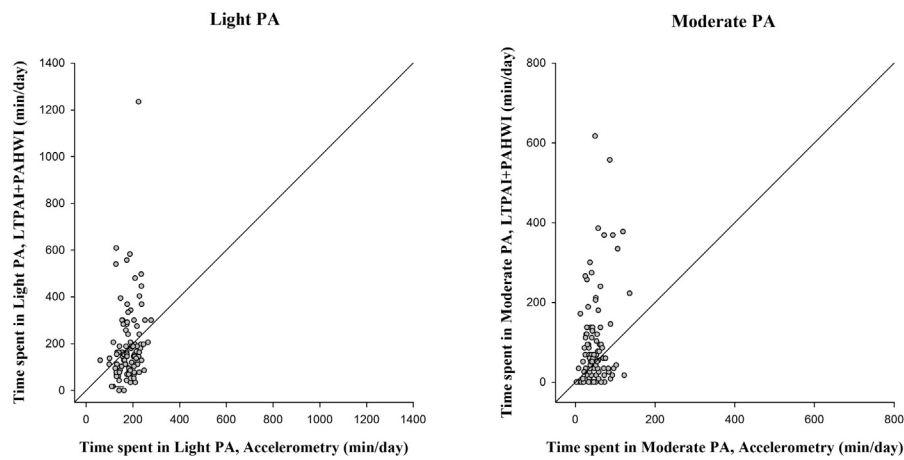 Light PA
Time spent in Light PA, LTPAI+PAHWI (min/day)
1400
1200
1000
800
600
400
200
0
0 200 400 600 800 1000 1200 1400
Time spent in Light PA, Accelerometry (min/day)
Moderate PA
Time spent in Moderate PA, LTPAI+PAHWI (min/day)
800
600
400
200
0
0 200 400 600 800
Time spent in Moderate PA, Accelerometry (min/day)